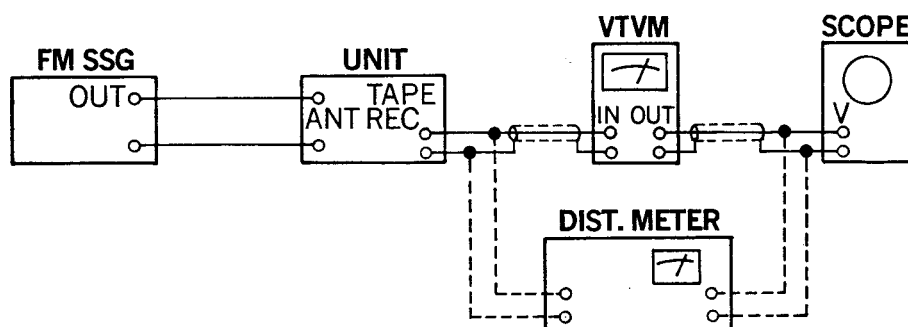 FM SSG
OUT
UNIT
TAPE
ANT REC
VTVM
IN OUT
SCOPE
V
DIST. METER